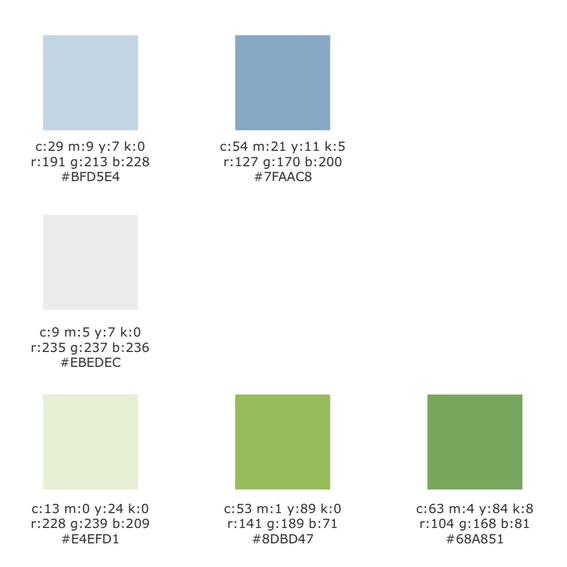 c:29 m:9 y:7 k:0
r:191 g:213 b:228
#BFD5E4
c:54 m:21 y:11 k:5
r:127 g:170 b:200
#7FAAC8
c:9 m:5 y:7 k:0
r:235 g:237 b:236
#EBEDEC
c:13 m:0 y:24 k:0
r:228 g:239 b:209
#E4EFD1
c:53 m:1 y:89 k:0
r:141 g:189 b:71
#8DBD47
c:63 m:4 y:84 k:8
r:104 g:168 b:81
#68A851